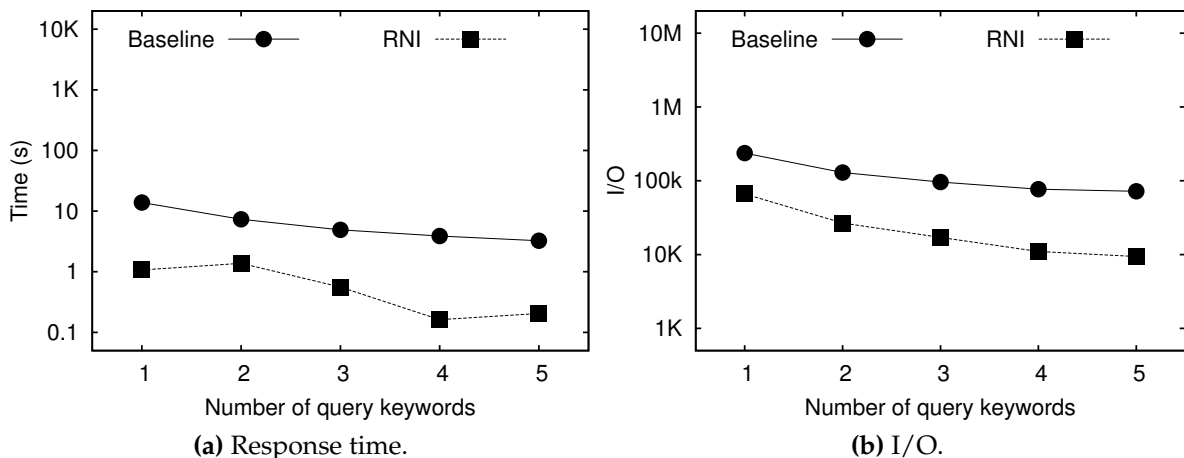 Baseline RNI
10K
1K
100
10
1
0.1
Time (s)
1 2 3 4 5
Number of query keywords
(a) Response time.
Baseline RNI
10M
1M
100k
10K
1K
I/O
1 2 3 4 5
Number of query keywords
(b) I/O.